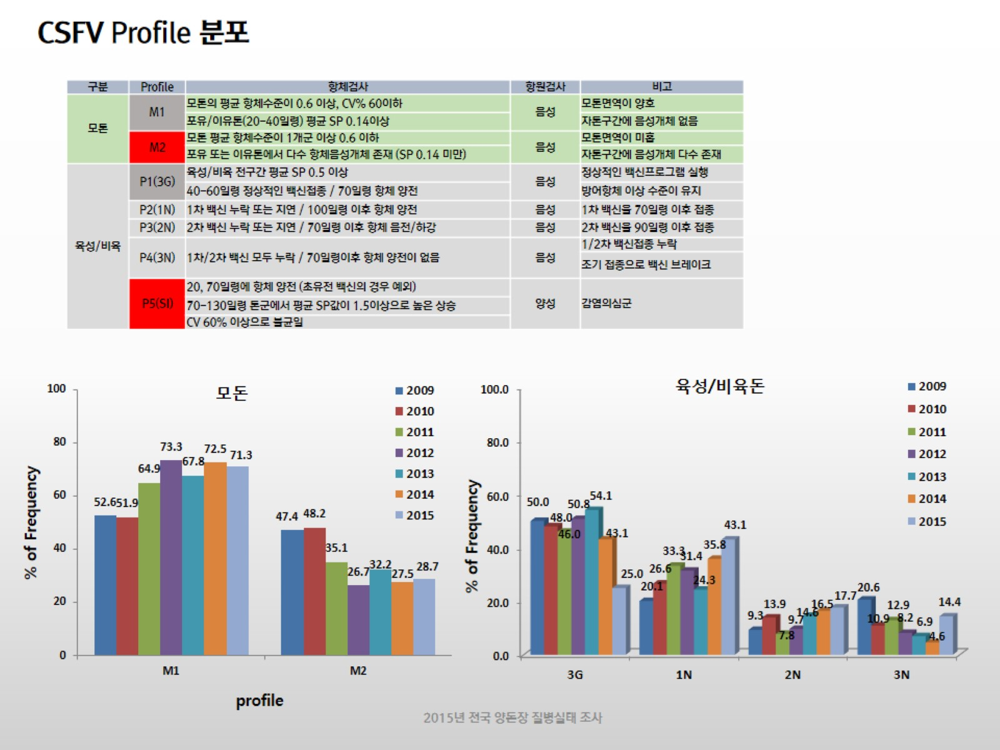 CSFV Profile 분포
구분 Profile 항체검사 항원검사 비고
모돈 M1 모돈의 평균 항체수준이 0.6 이상, CV% 60이하 음성 모돈면역이 양호
포유/이유돈(20-40일령) 평균 SP 0.14이상 자돈구간에 음성개체 없음
M2 모돈 평균 항체수준이 1개군 이상 0.6 이하 음성 모돈면역이 미흡
포유 또는 이유돈에서 다수 항체음성개체 존재 (SP 0.14 미만) 자돈구간에 음성개체 다수 존재
육성/비육 P1(3G) 육성/비육 전구간 평균 SP 0.5 이상 음성 정상적인 백신프로그램 실행
40-60일령 정상적인 백신접종 / 70일령 항체 양전 방어항체 이상 수준이 유지
P2(1N) 1차 백신 누락 또는 지연 / 100일령 이후 항체 양전 음성 1차 백신을 70일령 이후 접종
P3(2N) 2차 백신 누락 또는 지연 / 70일령 이후 항체 음전/하강 음성 2차 백신을 90일령 이후 접종
P4(3N) 1차/2차 백신 모두 누락 / 70일령이후 항체 양전이 없음 음성 1/2차 백신접종 누락
조기 접종으로 백신 브레이크
P5(SI) 20, 70일령에 항체 양전 (초유전 백신의 경우 예외) 양성 감염의심군
70-130일령 돈군에서 평균 SP값이 1.5이상으로 높은 상승
CV 60% 이상으로 불균일
모돈
% of Frequency
100
80
60
40
20
0
52.6 51.9 64.9 73.3 67.8 72.5 71.3
47.4 48.2 35.1 26.7 32.2 27.5 28.7
M1 M2
profile
2009
2010
2011
2012
2013
2014
2015
육성/비육돈
% of Frequency
100.0
80.0
60.0
40.0
20.0
0.0
50.0 48.0 46.0 50.8 54.1 43.1 25.0
20.1 26.6 33.3 31.4 24.3 35.8 43.1
9.3 13.9 7.8 9.7 14.6 16.5 17.7
20.6 10.9 12.9 8.2 6.9 4.6 14.4
3G 1N 2N 3N
2009
2010
2011
2012
2013
2014
2015
2015년 전국 양돈장 질병실태 조사